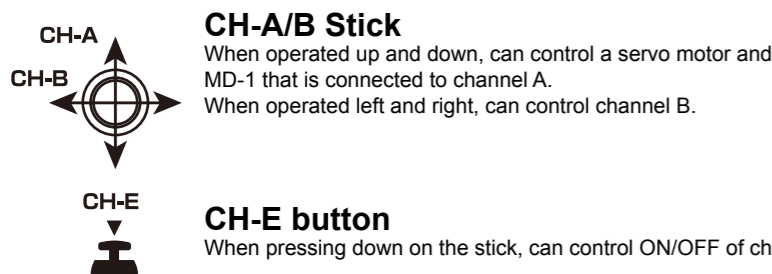 CH-A/B Stick
CH-A
When operated up and down, can control a servo motor and
CH-B
MD-1 that is connected to channel A.
When operated left and right, can control channel B.
CH-E
CH-E button
When pressing down on the stick, can control ON/OFF of ch